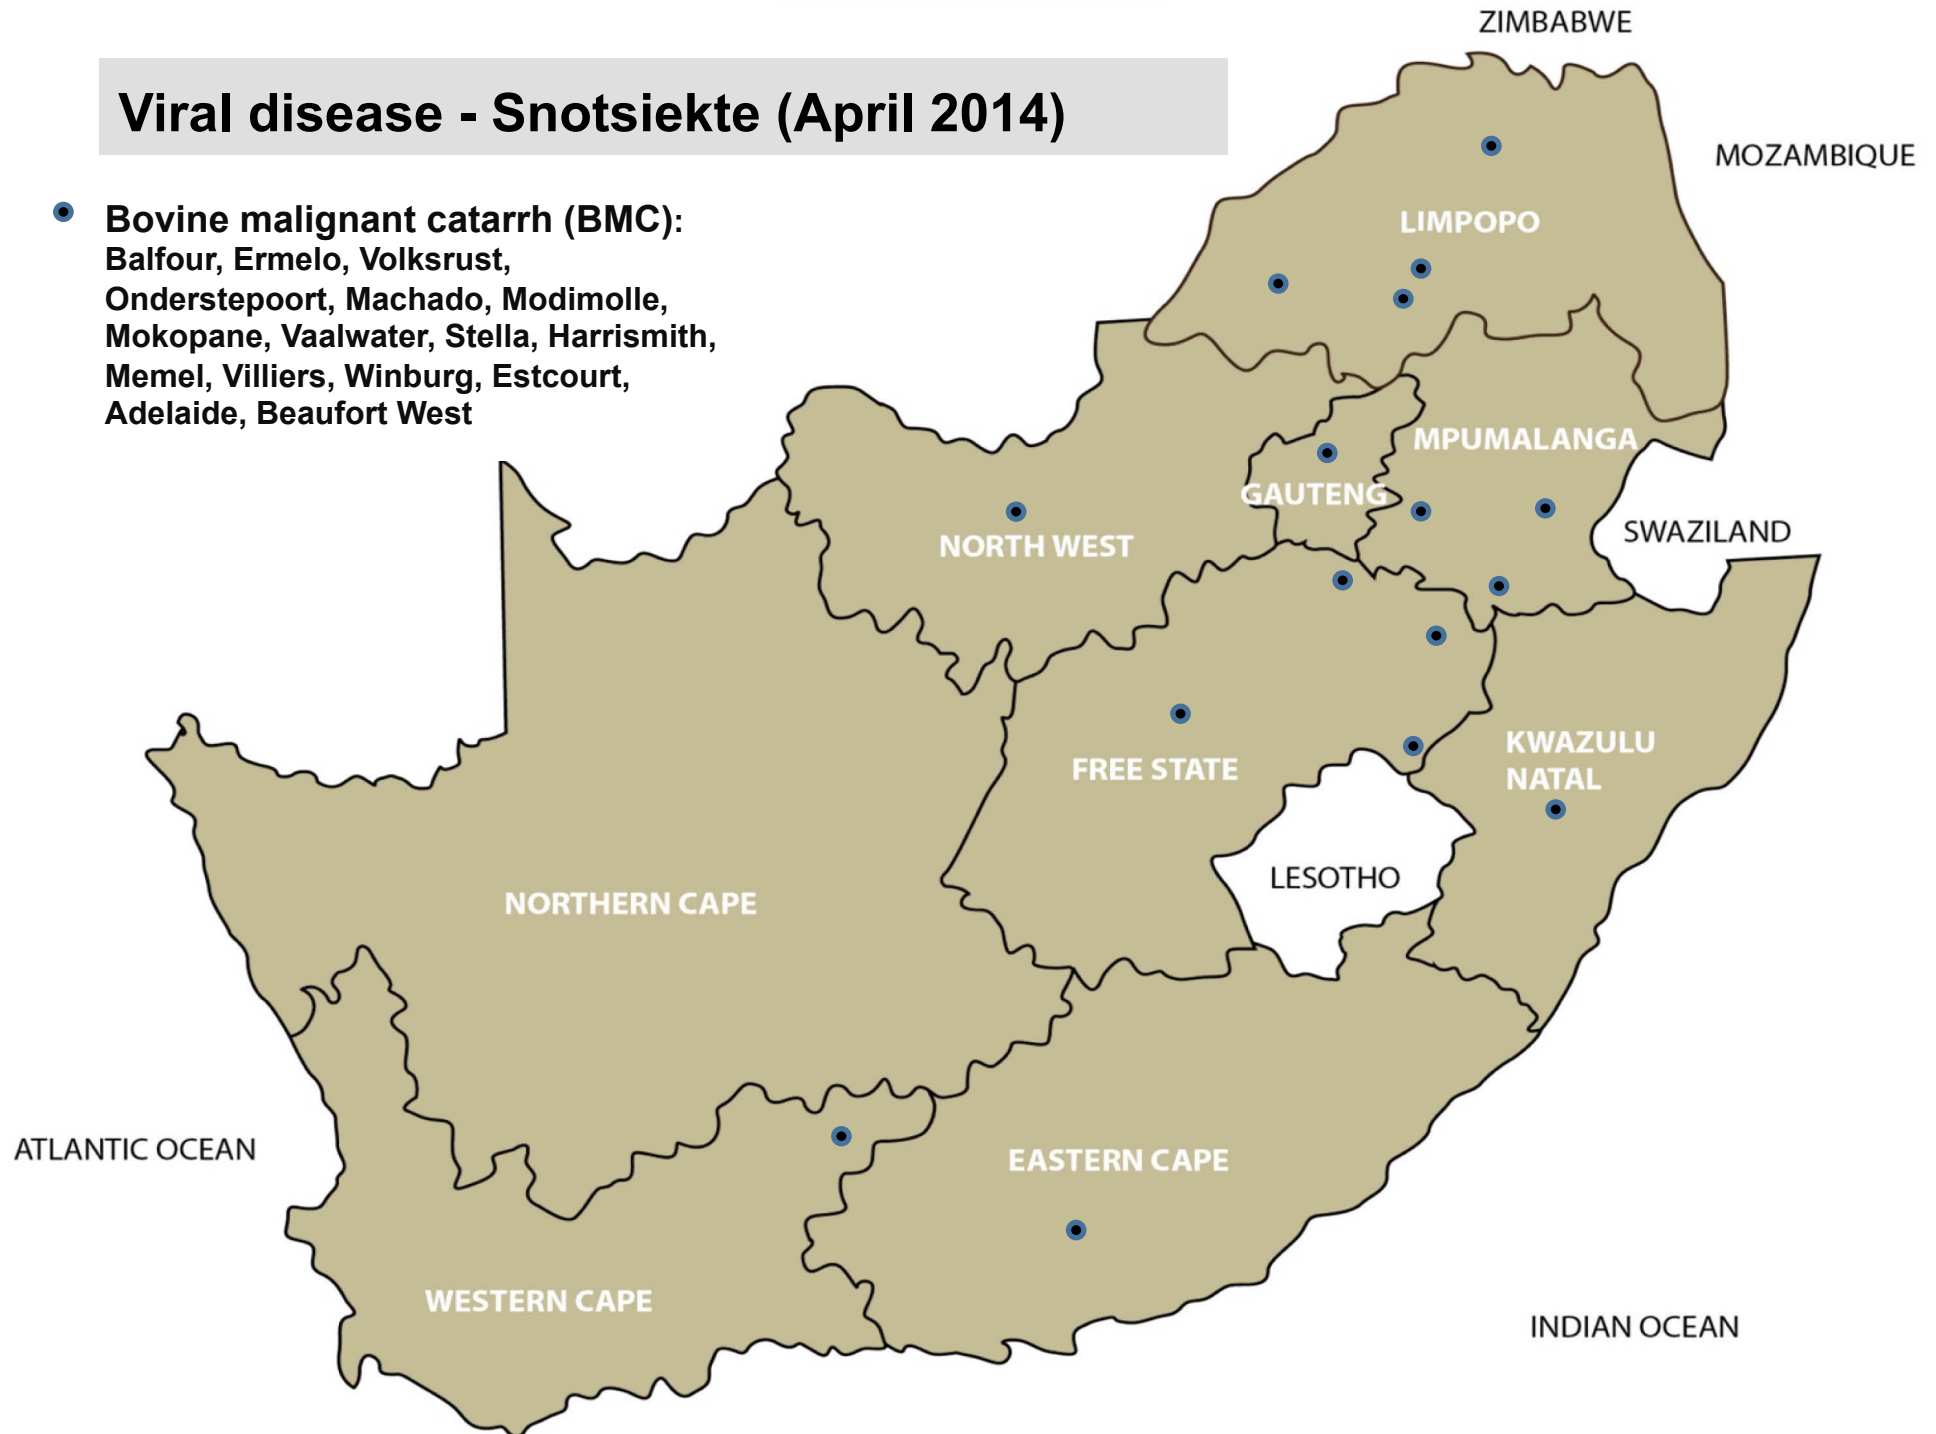 ZIMBABWE
Viral disease - Snotsiekte (April 2014)
MOZAMBIQUE
Bovine malignant catarrh (BMC):
Balfour, Ermelo, Volksrust,
Onderstepoort, Machado, Modimolle,
Mokopane, Vaalwater, Stella, Harrismith,
Memel, Villiers, Winburg, Estcourt,
Adelaide, Beaufort West
LIMPOPO
MPUMALANGA
GAUTENG
SWAZILAND
NORTH WEST
KWAZULU
NATAL
FREE STATE
LESOTHO
NORTHERN CAPE
ATLANTIC OCEAN
EASTERN CAPE
WESTERN CAPE
INDIAN OCEAN